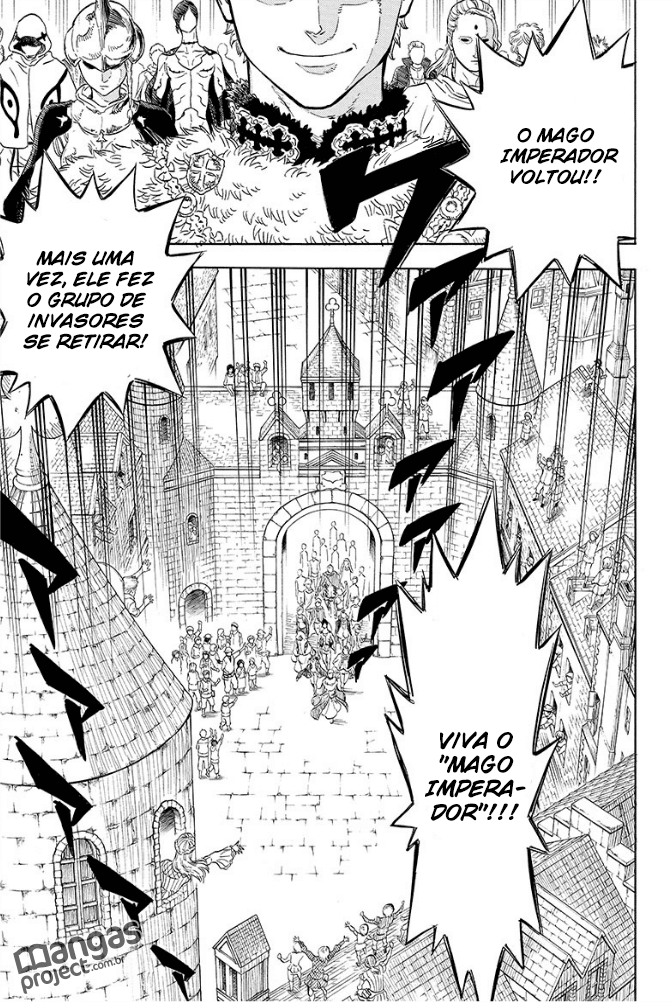 O MAGO
IMPERADOR
VOLTOU!!
MAIS UMA
VEZ, ELE FEZ
O GRUPO DE
INVASORES
SE RETIRAR!
VIVA O
"MAGO
IMPERA-
DOR"!!!
mangas
project.com.br